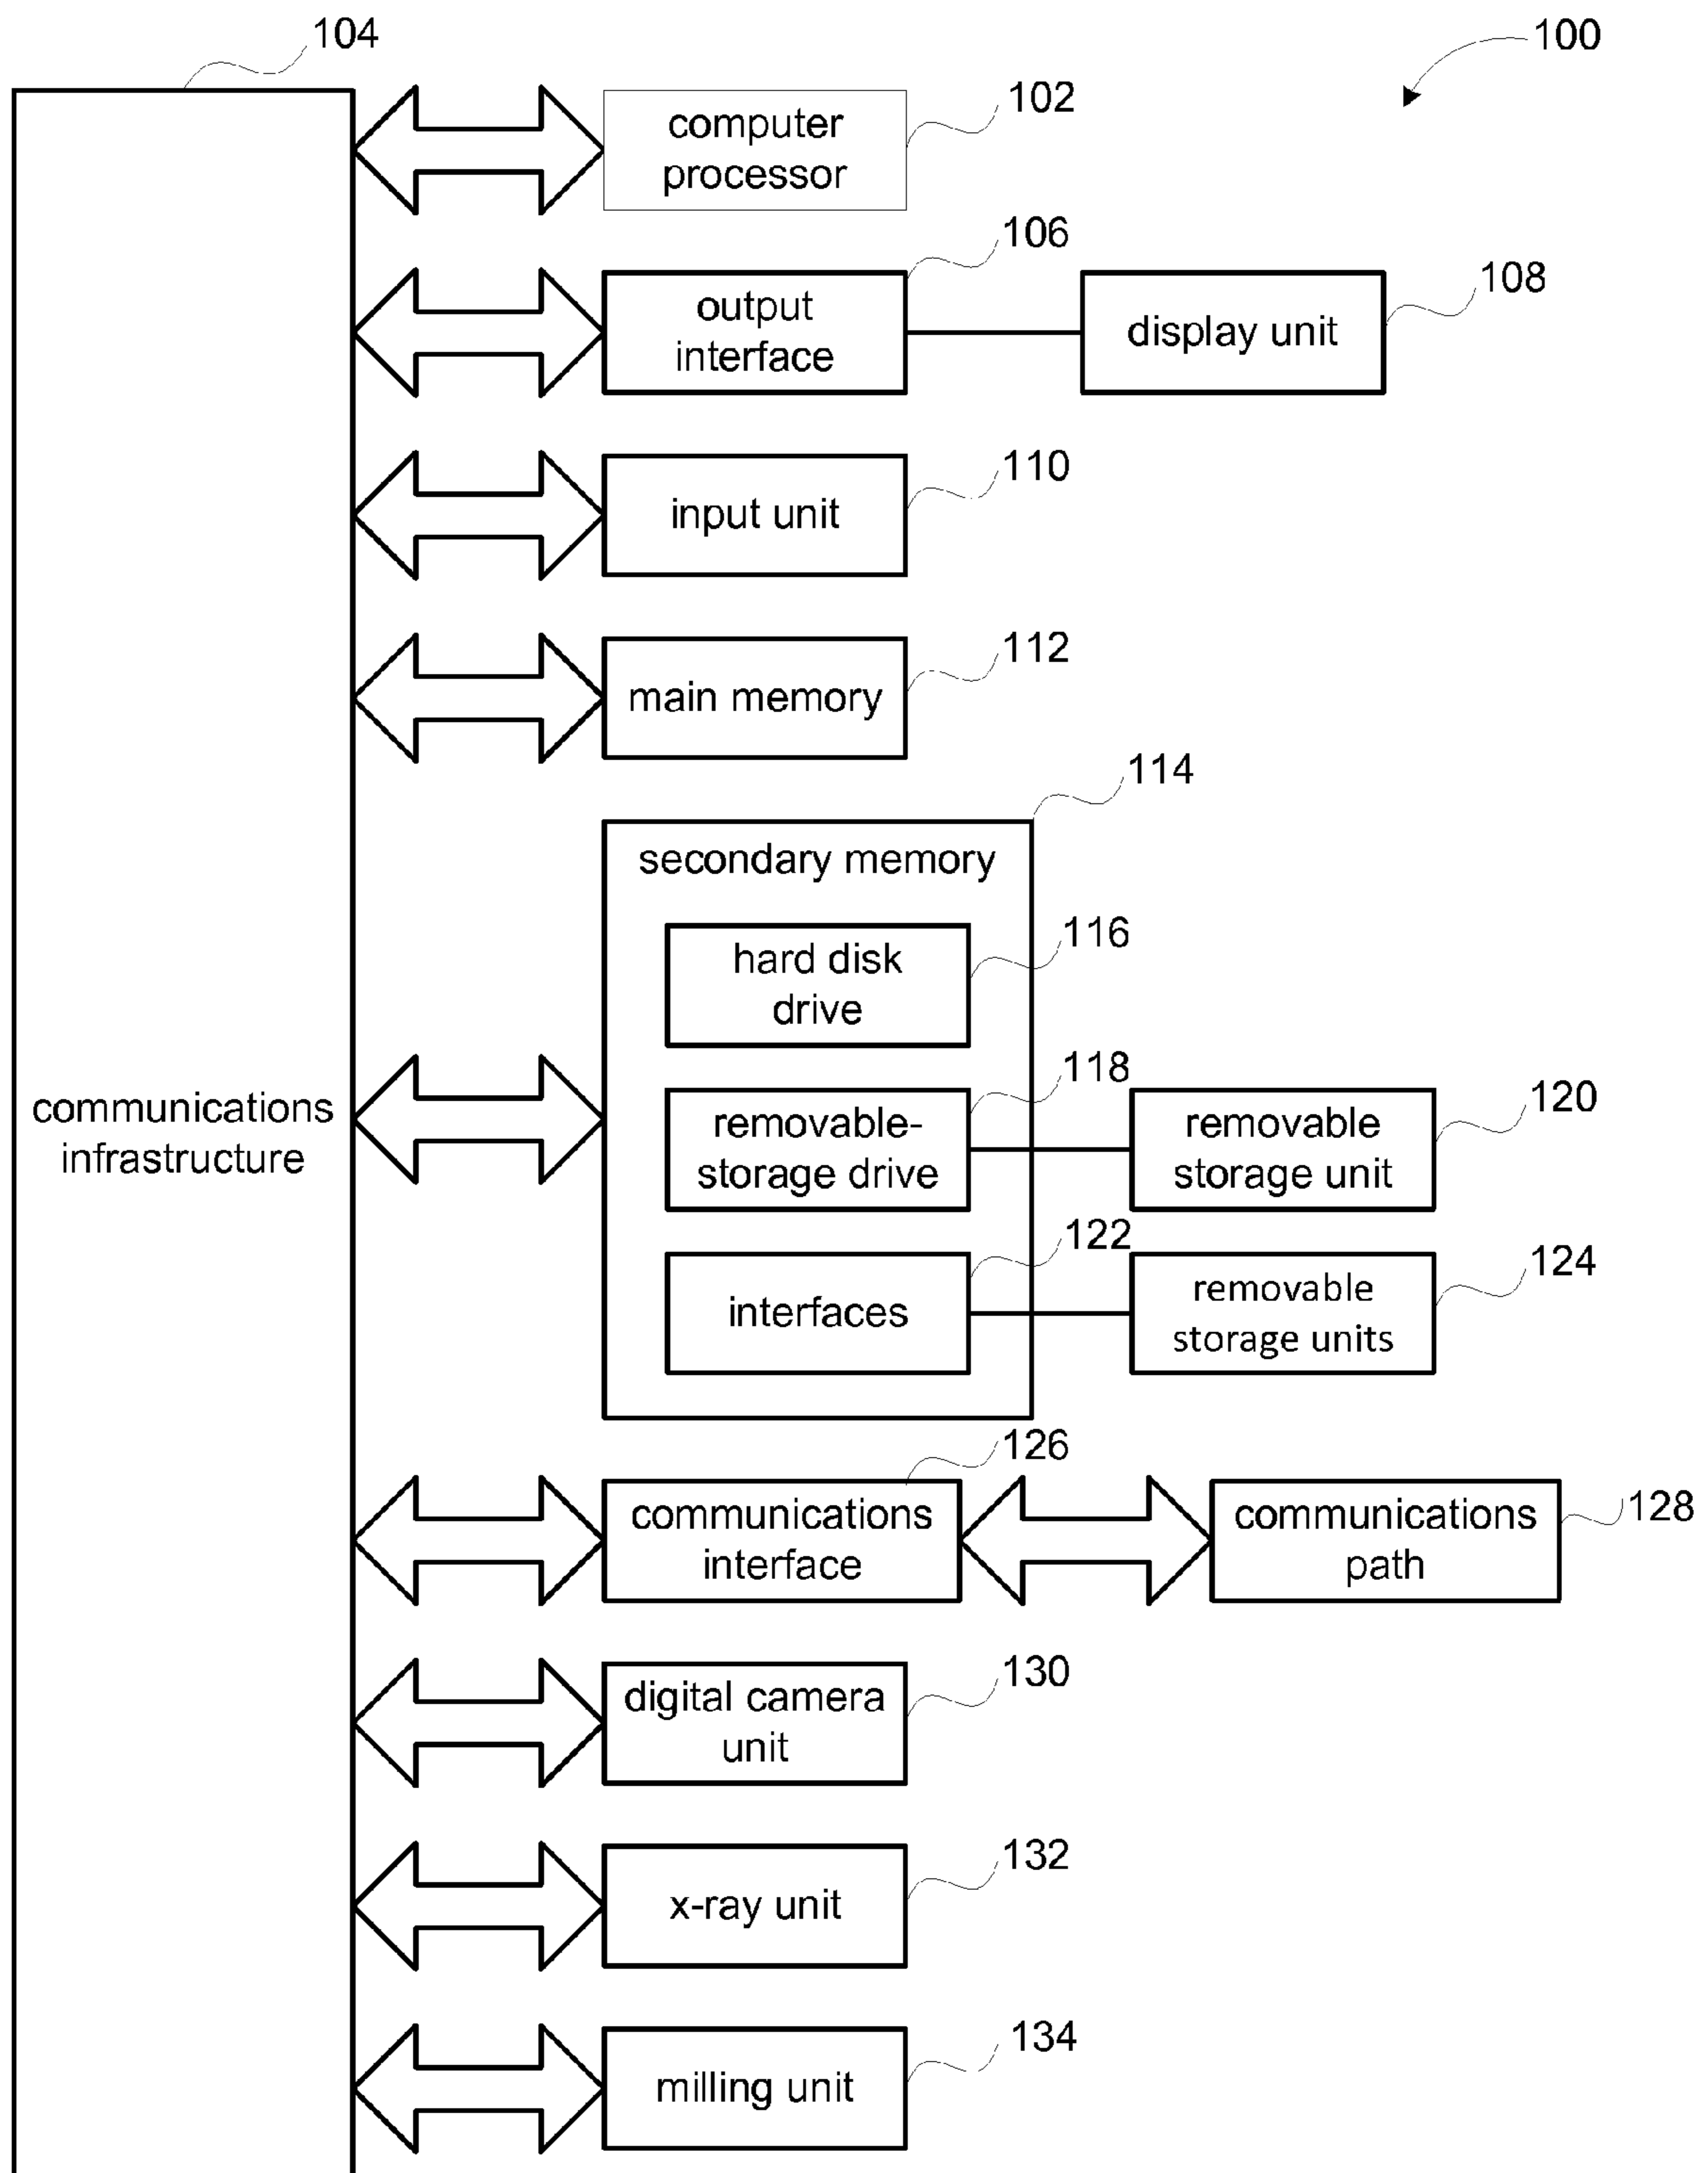 104
100
computer
processor
102
106
output
interface
108
display unit
110
input unit
112
main memory
114
secondary memory
116
hard disk
drive
118
removable-
storage drive
120
removable
storage unit
communications
infrastructure
122
interfaces
124
removable
storage units
126
communications
interface
communications
path
128
130
digital camera
unit
132
x-ray unit
134
milling unit